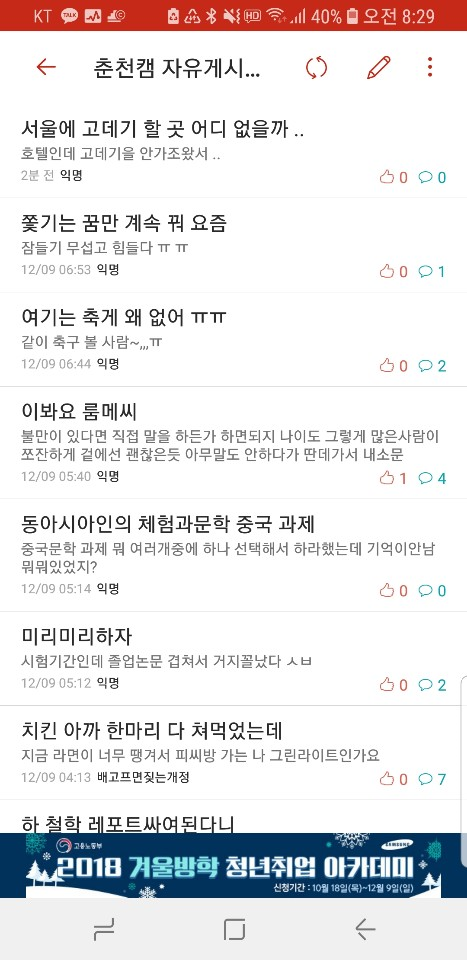 KT TALK HD 40% 오전 8:29
춘천캠 자유게시...
서울에 고데기 할 곳 어디 없을까 ..
호텔인데 고데기을 안가조왔서 ..
2분 전 익명
0 0
쫓기는 꿈만 계속 꿔 요즘
잠들기 무섭고 힘들다 ㅠ ㅠ
12/09 06:53 익명
0 1
여기는 축게 왜 없어 ㅠㅠ
같이 축구 볼 사람~,,,ㅠ
12/09 06:44 익명
0 2
이봐요 룸메씨
불만이 있다면 직접 말을 하든가 하면되지 나이도 그렇게 많은사람이
쪼잔하게 겉에선 괜찮은듯 아무말도 안하다가 딴데가서 내소문
12/09 05:40 익명
1 4
동아시아인의 체험과문학 중국 과제
중국문학 과제 뭐 여러개중에 하나 선택해서 하라했는데 기억이안남
뭐뭐있었지?
12/09 05:14 익명
0 0
미리미리하자
시험기간인데 졸업논문 겹쳐서 거지꼴났다 ㅅㅂ
12/09 05:12 익명
0 2
치킨 아까 한마리 다 쳐먹었는데
지금 라면이 너무 땡겨서 피씨방 가는 나 그린라이트인가요
12/09 04:13 배고프면짖는개정
0 7
하 철학 레포트싸여된다니
고용노동부
SAMSUNG
2018 겨울방학 청년취업 아카데미
신청기간 : 10월 18일(목)~12월 9일(일)